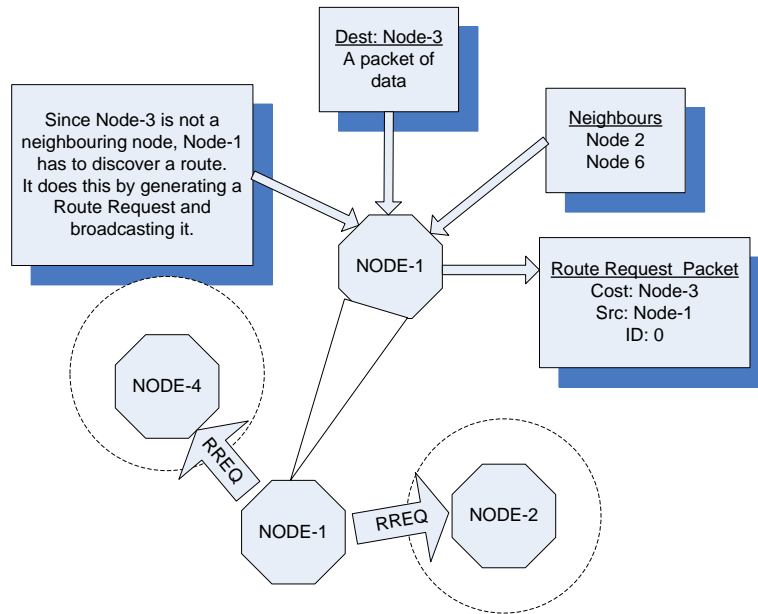 Dest: Node-3
A packet of
data
Since Node-3 is not a
neighbouring node, Node-1
has to discover a route.
It does this by generating a
Route Request and
broadcasting it.
Neighbours
Node 2
Node 6
NODE-1
Route Request Packet
Cost: Node-3
Src: Node-1
ID: 0
NODE-4
RREQ
NODE-1
RREQ
NODE-2